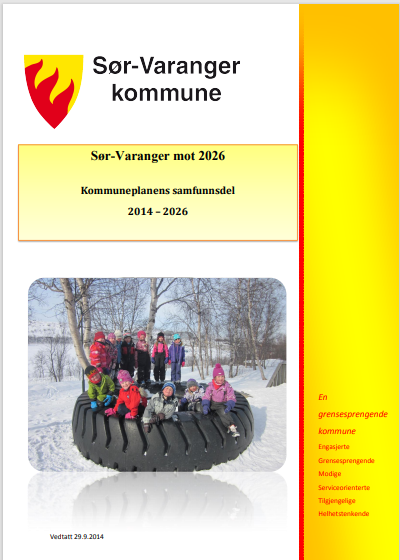 Sør-Varanger
kommune
Sør-Varanger mot 2026
Kommuneplanens samfunnsdel
2014 – 2026
En
grensesprengende
kommune
Engasjerte
Grensesprengende
Modige
Serviceorienterte
Tilgjengelige
Helhetstenkende
Vedtatt 29.9.2014